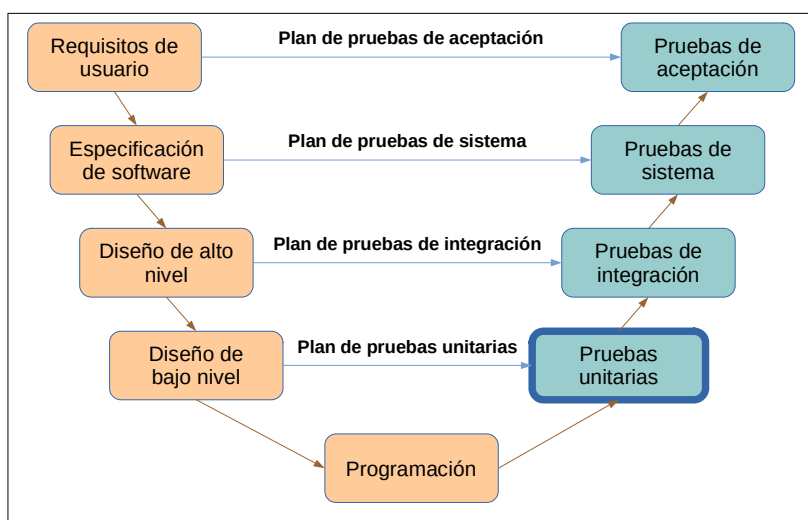 Requisitos de
usuario
Plan de pruebas de aceptación
Pruebas de
aceptación
Especificación
de software
Plan de pruebas de sistema
Pruebas de
sistema
Diseño de alto
nivel
Plan de pruebas de integración
Pruebas de
integración
Diseño de
bajo nivel
Plan de pruebas unitarias
Pruebas
unitarias
Programación